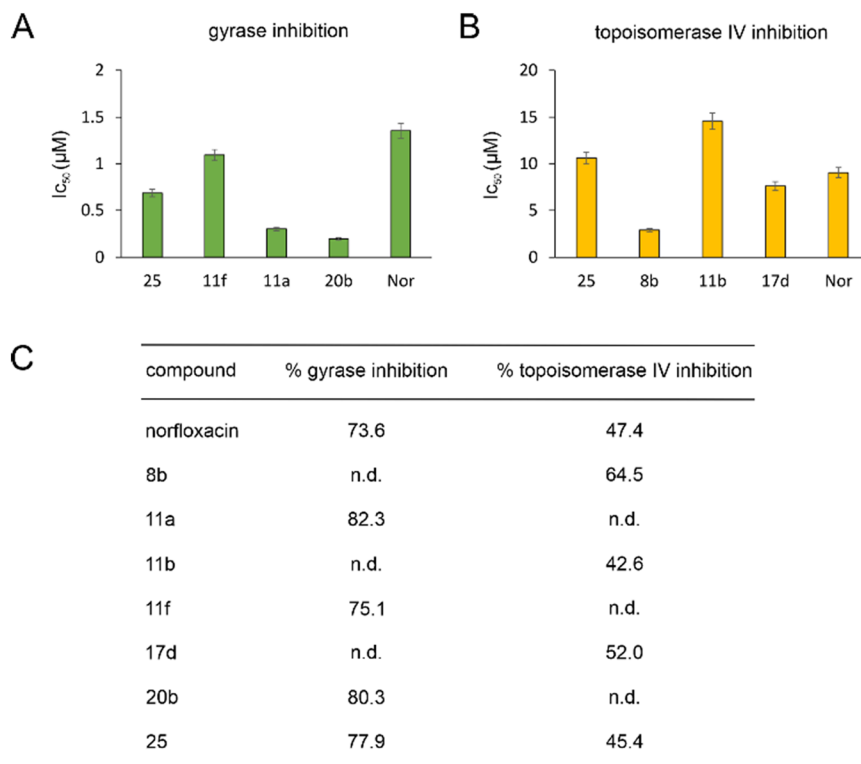 A
gyrase inhibition
2
1.5
1
0.5
0
Ic50 (µM)
25 11f 11a 20b Nor
B
topoisomerase IV inhibition
20
15
10
5
0
Ic50 (µM)
25 8b 11b 17d Nor
C
compound % gyrase inhibition % topoisomerase IV inhibition
norfloxacin 73.6 47.4
8b n.d. 64.5
11a 82.3 n.d.
11b n.d. 42.6
11f 75.1 n.d.
17d n.d. 52.0
20b 80.3 n.d.
25 77.9 45.4